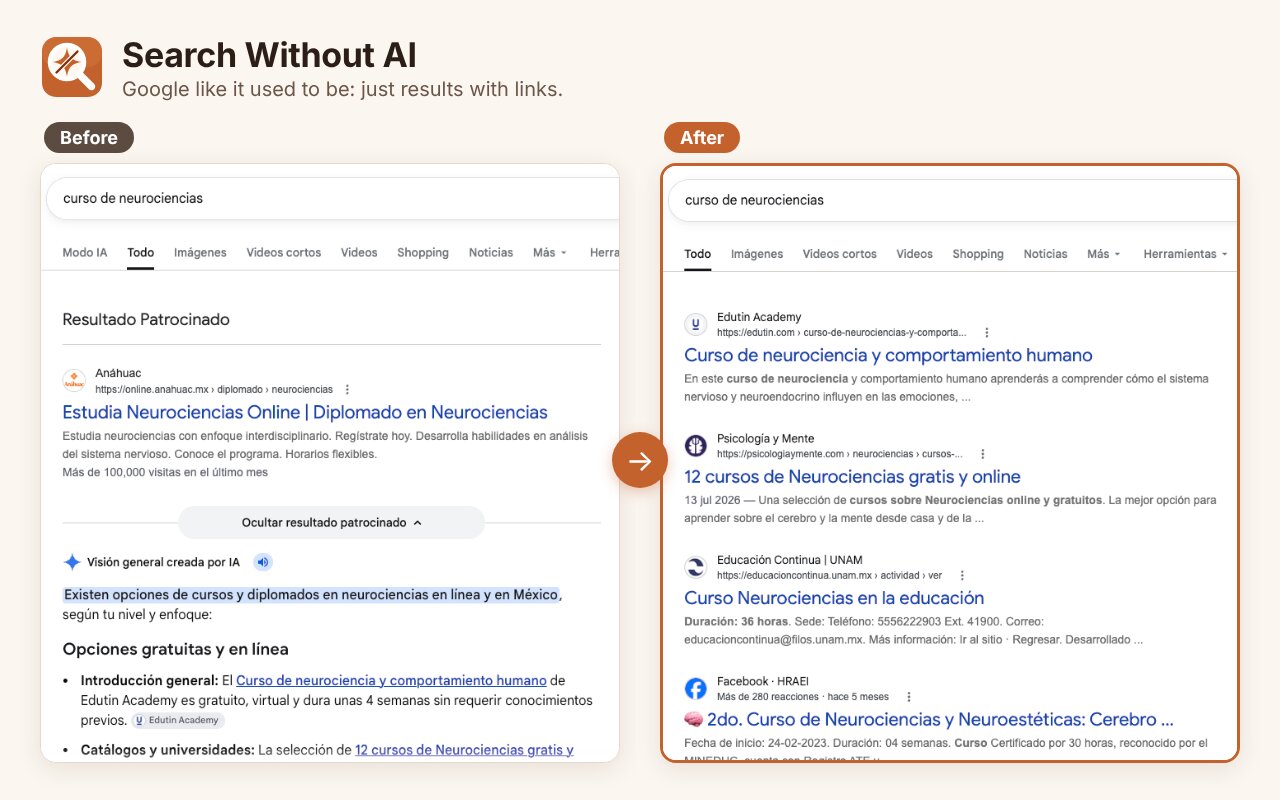 Search Without AI
Google like it used to be: just results with links.
Before
curso de neurociencias
Modo IA Todo Imágenes Videos cortos Videos Shopping Noticias Más Herra
Resultado Patrocinado
Anáhuac
Anáhuac
https://online.anahuac.mx › diplomado › neurociencias
Estudia Neurociencias Online | Diplomado en Neurociencias
Estudia neurociencias con enfoque interdisciplinario. Regístrate hoy. Desarrolla habilidades en análisis
del sistema nervioso. Conoce el programa. Horarios flexibles.
Más de 100,000 visitas en el último mes
Ocultar resultado patrocinado
Visión general creada por IA
Existen opciones de cursos y diplomados en neurociencias en línea y en México,
según tu nivel y enfoque:
Opciones gratuitas y en línea
• Introducción general: El Curso de neurociencia y comportamiento humano de
Edutin Academy es gratuito, virtual y dura unas 4 semanas sin requerir conocimientos
previos. Edutin Academy
• Catálogos y universidades: La selección de 12 cursos de Neurociencias gratis y
After
curso de neurociencias
Todo Imágenes Videos cortos Videos Shopping Noticias Más Herramientas
Edutin Academy
https://edutin.com › curso-de-neurociencias-y-comporta...
Curso de neurociencia y comportamiento humano
En este curso de neurociencia y comportamiento humano aprenderás a comprender cómo el sistema
nervioso y neuroendocrino influyen en las emociones, ...
Psicología y Mente
https://psicologiaymente.com › neurociencias › cursos-...
12 cursos de Neurociencias gratis y online
13 jul 2026 — Una selección de cursos sobre Neurociencias online y gratuitos. La mejor opción para
aprender sobre el cerebro y la mente desde casa y de la ...
Educación Continua | UNAM
https://educacioncontinua.unam.mx › actividad › ver
Curso Neurociencias en la educación
Duración: 36 horas. Sede: Teléfono: 5556222903 Ext. 41900. Correo:
educacioncontinua@filos.unam.mx. Más información: Ir al sitio · Regresar. Desarrollado ...
Facebook · HRAEI
Más de 280 reacciones · hace 5 meses
🧠 2do. Curso de Neurociencias y Neuroestéticas: Cerebro ...
Fecha de inicio: 24-02-2023. Duración: 04 semanas. Curso Certificado por 30 horas, reconocido por el